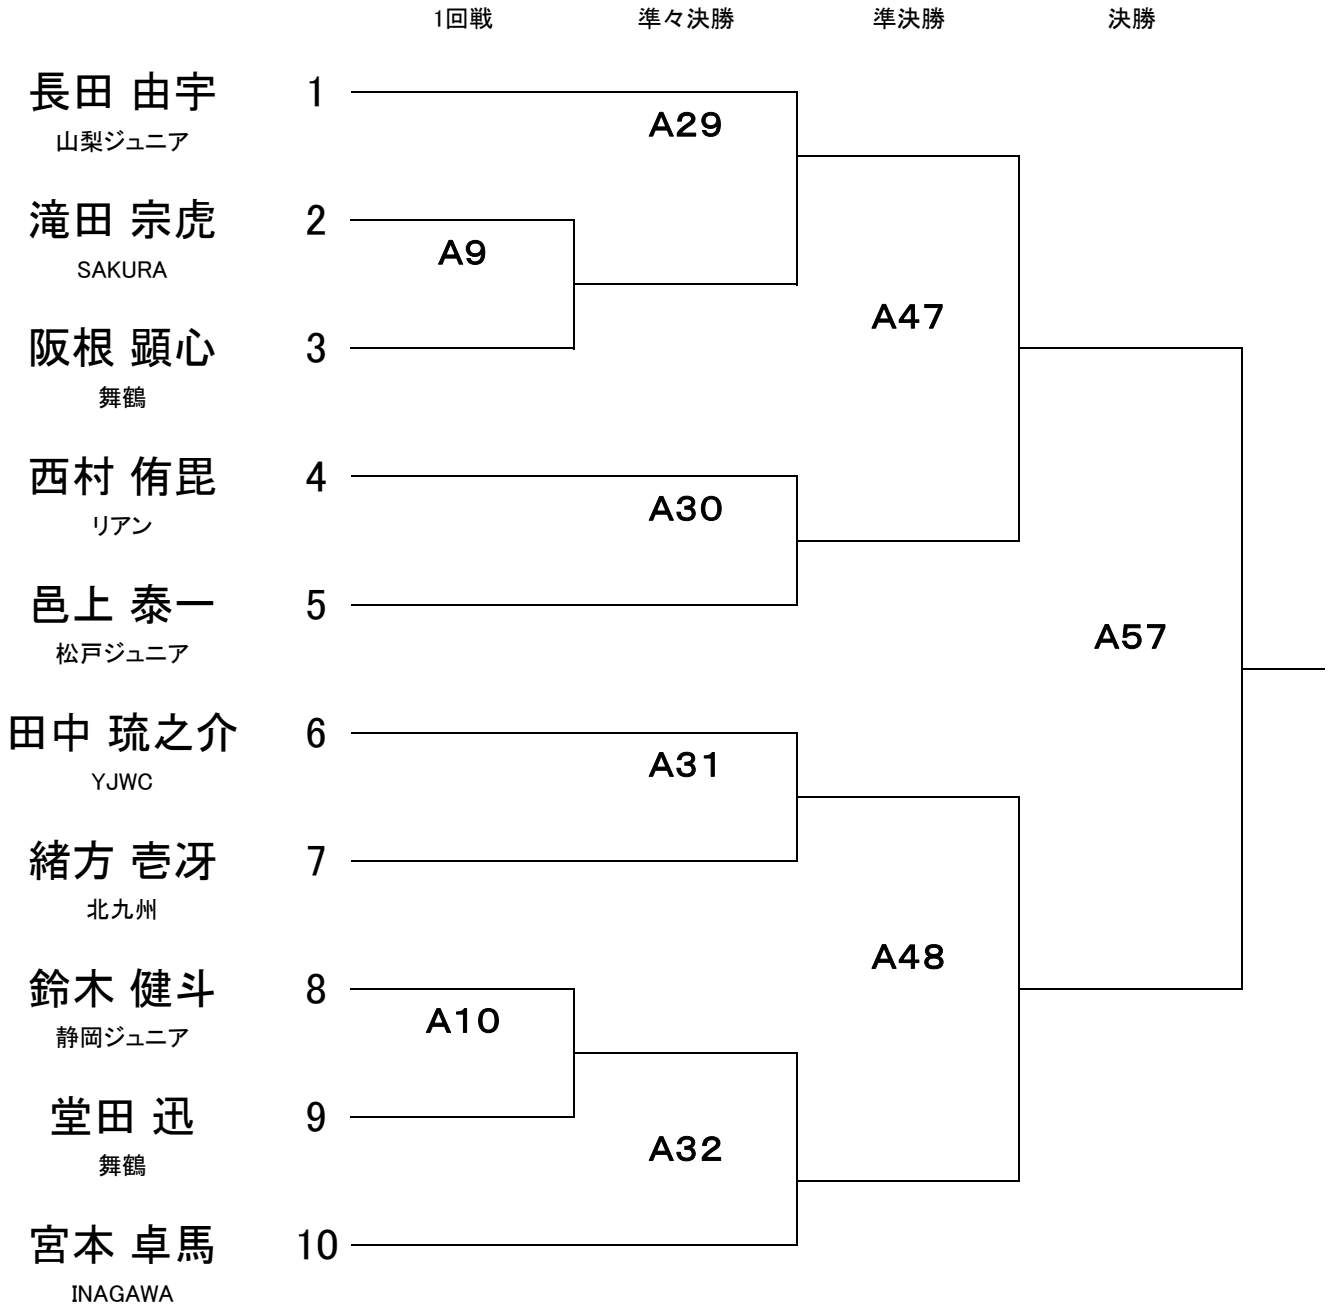 1回戦 準々決勝 準決勝 決勝
長田 由宇 1
A29
山梨ジュニア
滝田 宗虎 2
A9
SAKURA
A47
阪根 顕心 3
舞鶴
西村 侑毘 4
A30
リアン
邑上 泰一 5
A57
松戸ジュニア
田中 琉之介 6
A31
YJWC
緒方 壱冴 7
北九州
A48
鈴木 健斗 8
A10
静岡ジュニア
堂田 迅 9
A32
舞鶴
宮本 卓馬 10
INAGAWA